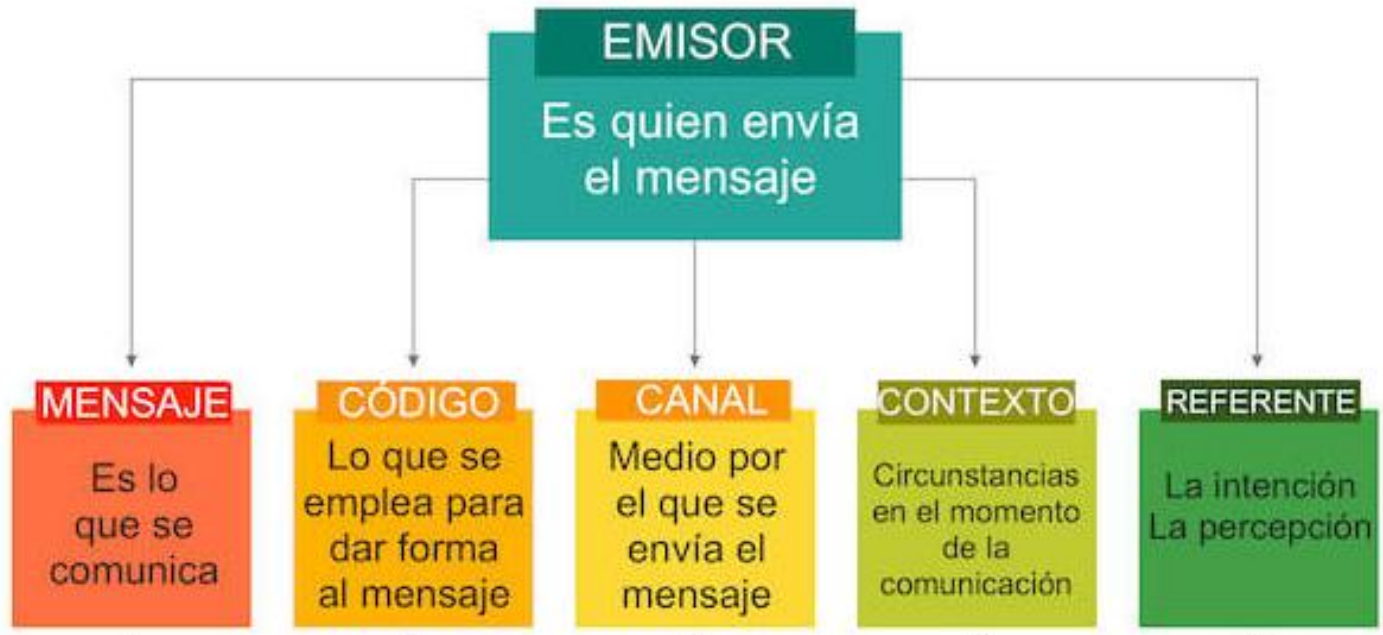 EMISOR
Es quien envía
el mensaje
MENSAJE
Es lo
que se
comunica
CÓDIGO
Lo que se
emplea para
dar forma
al mensaje
CANAL
Medio por
el que se
envía el
mensaje
CONTEXTO
Circunstancias
en el momento
de la
comunicación
REFERENTE
La intención
La percepción